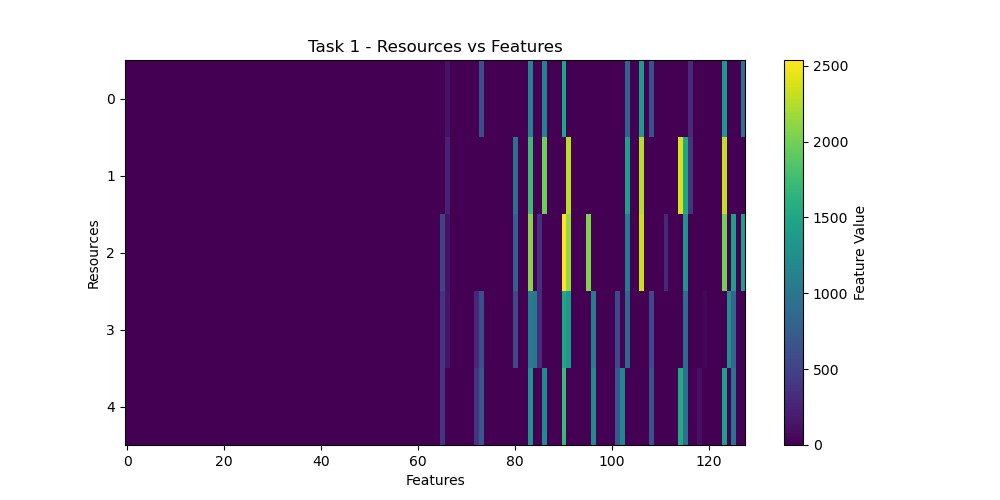 Task 1 - Resources vs Features
0
1
2
3
4
Resources
0 20 40 60 80 100 120
Features
2500
2000
1500
1000
500
0
Feature Value